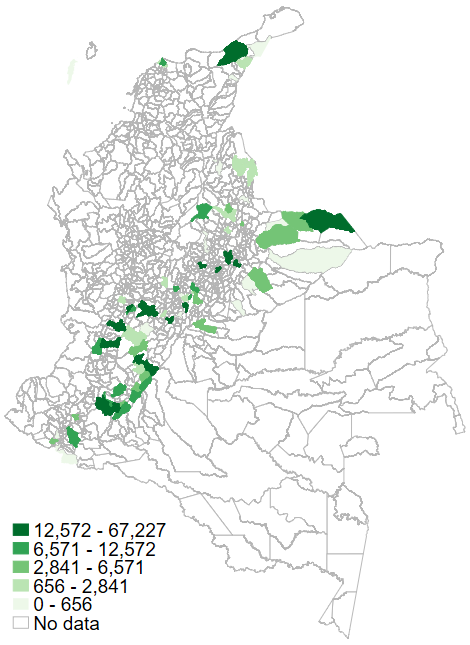 12,572 - 67,227
6,571 - 12,572
2,841 - 6,571
656 - 2,841
0 - 656
No data